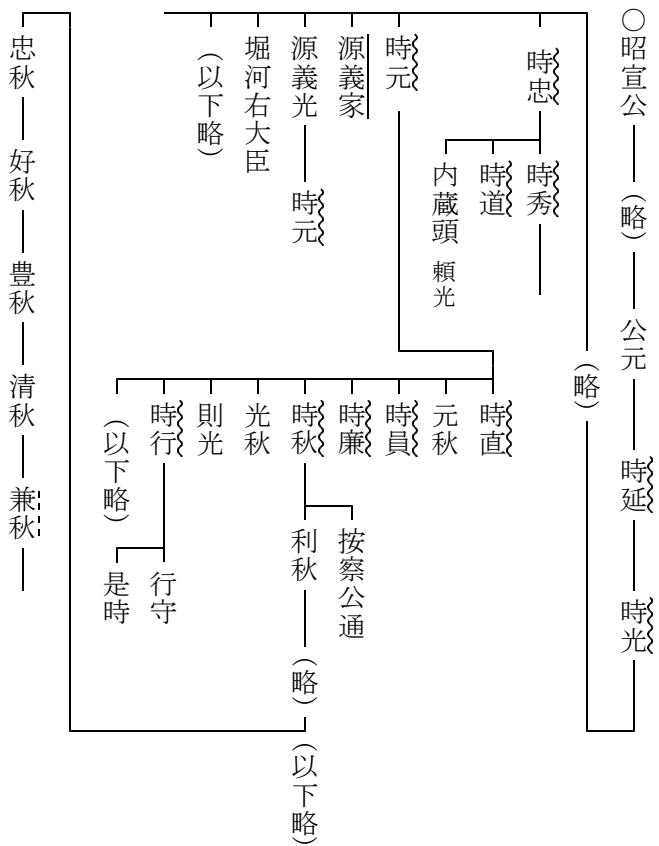 ○昭宣公
（略）
公元
時延
時光
（略）
時忠
時秀
時道
内蔵頭 頼光
時元
源義家
源義光
時元
堀河右大臣
（以下略）
時直
元秋
時員
時廉
時秋
按察公通
利秋
（略）
（以下略）
光秋
則光
時行
行守
是時
（以下略）
忠秋
好秋
豊秋
清秋
兼秋